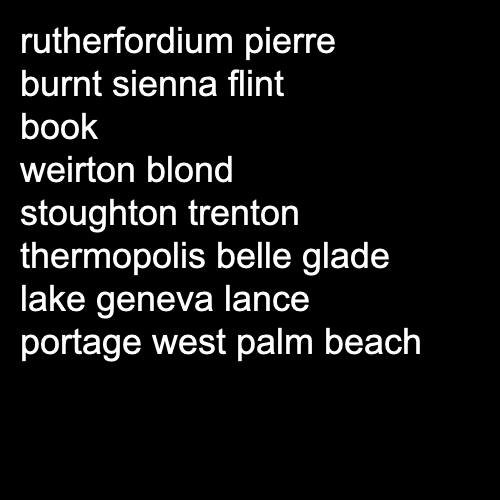 rutherfordium pierre
burnt sienna flint
book
weirton blond
stoughton trenton
thermopolis belle glade
lake geneva lance
portage west palm beach